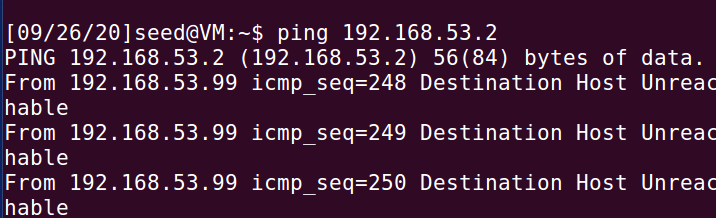 [09/26/20]seed@VM:~$ ping 192.168.53.2
PING 192.168.53.2 (192.168.53.2) 56(84) bytes of data.
From 192.168.53.99 icmp_seq=248 Destination Host Unreac
hable
From 192.168.53.99 icmp_seq=249 Destination Host Unreac
hable
From 192.168.53.99 icmp_seq=250 Destination Host Unreac
hable